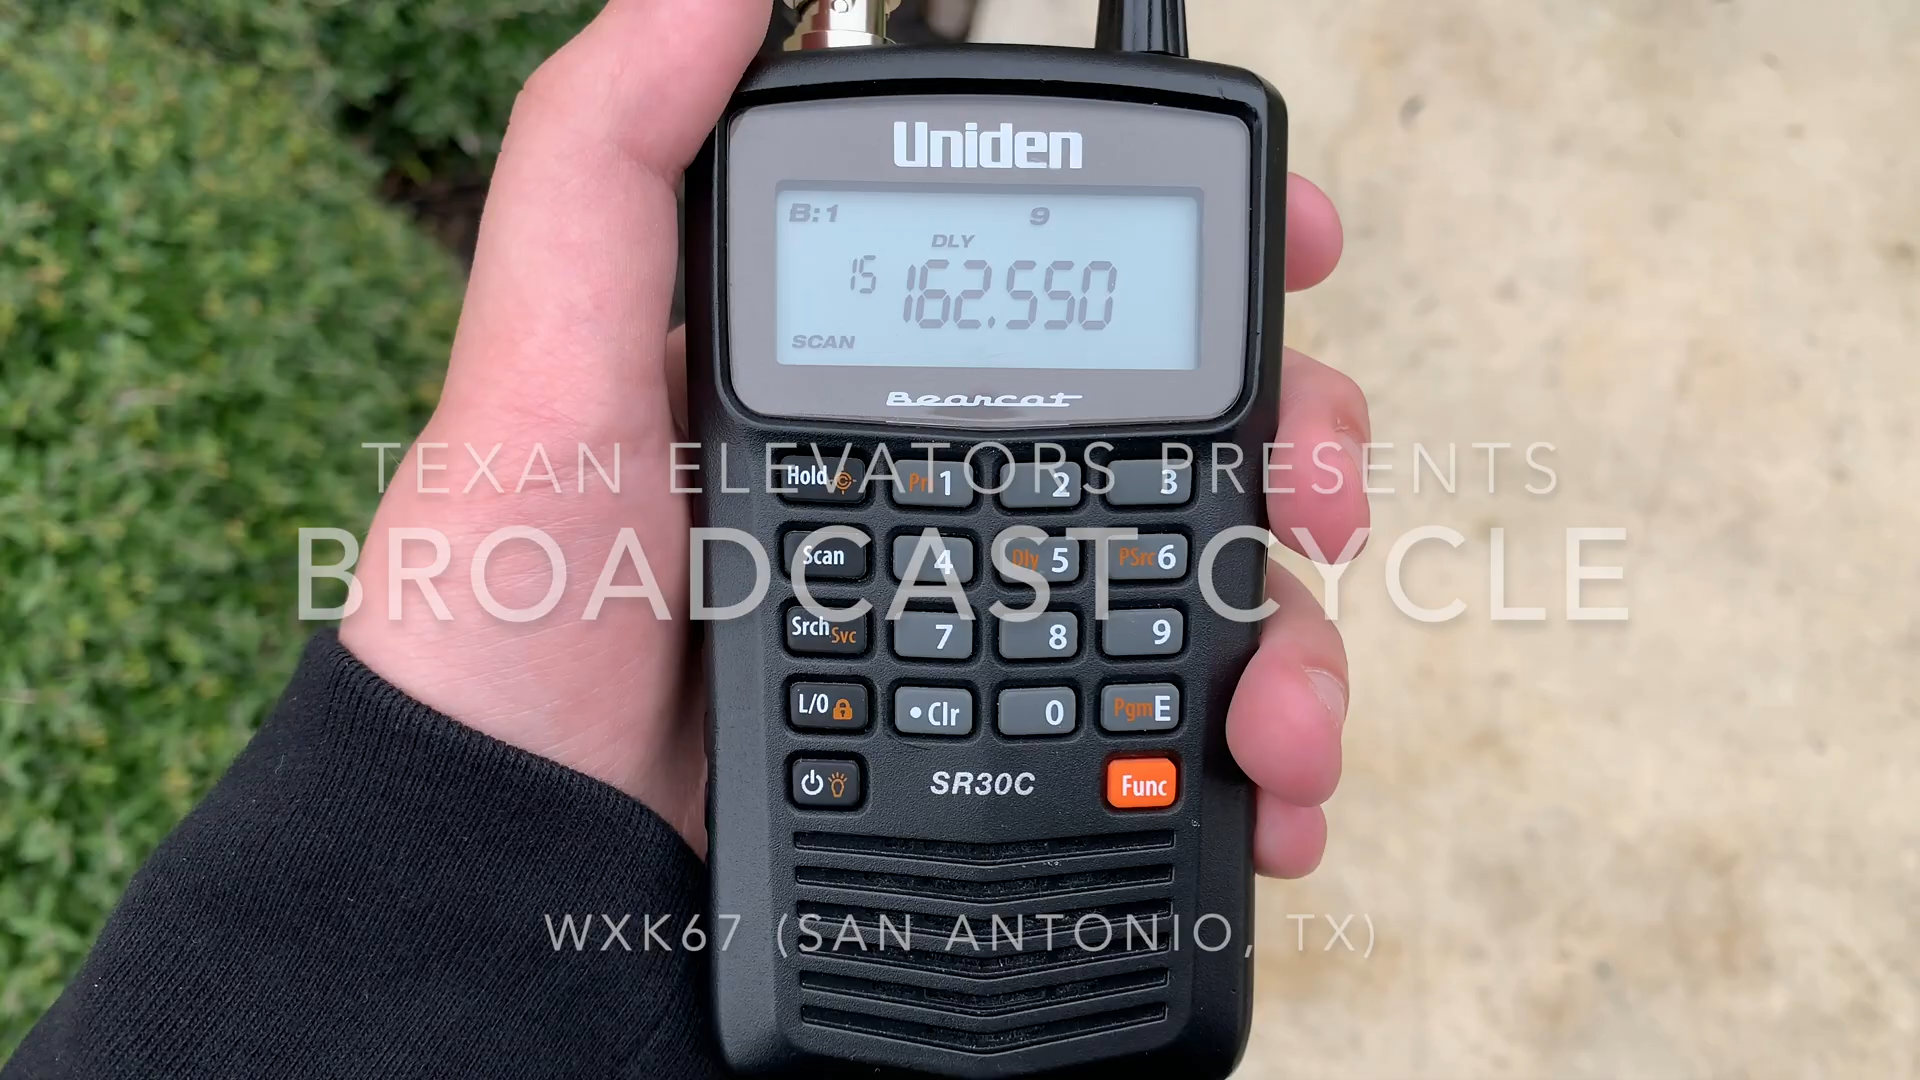 Uniden
B:1 9
DLY
15 162.550
SCAN
Bearcat
TEXAN ELEVATORS PRESENTS
Hold Pri 1 2 3
BROADCAST CYCLE
Scan 4 Dly 5 PSrc 6
Srch Svc 7 8 9
L/O • Clr 0 Pgm E
SR30C Func
WXK67 (SAN ANTONIO, TX)